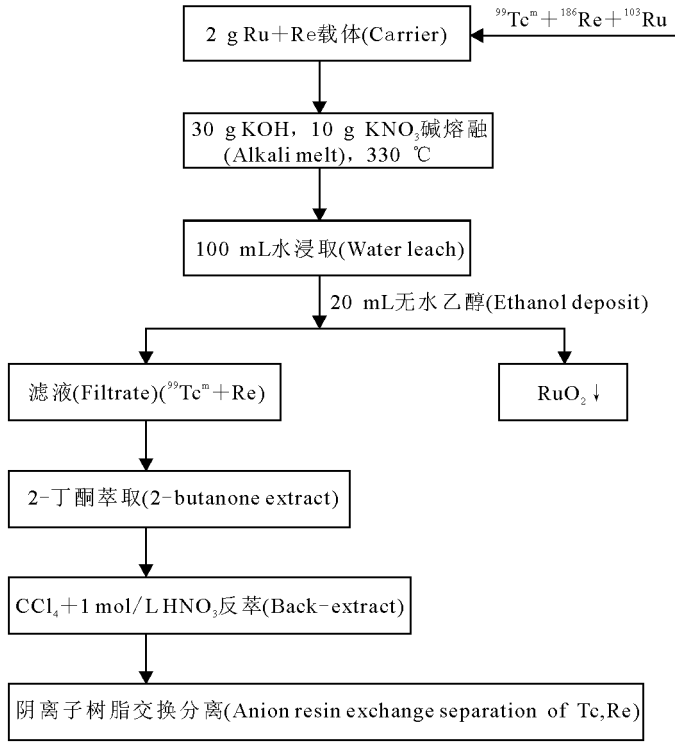 ⁹⁹Tcᵐ+¹⁸⁶Re+¹⁰³Ru
2 g Ru+Re载体(Carrier)
30 gKOH，10 g KNO₃碱熔融
(Alkali melt)，330 ℃
100 mL水浸取(Water leach)
20 mL无水乙醇(Ethanol deposit)
滤液(Filtrate)(⁹⁹Tcᵐ+Re)
RuO₂↓
2-丁酮萃取(2-butanone extract)
CCl₄+1 mol/L HNO₃反萃(Back-extract)
阴离子树脂交换分离(Anion resin exchange separation of Tc,Re)